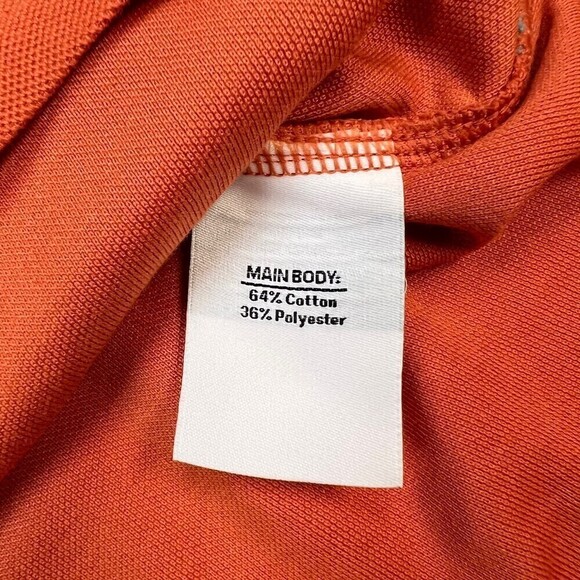 MAIN BODY:
64% Cotton
36% Polyester